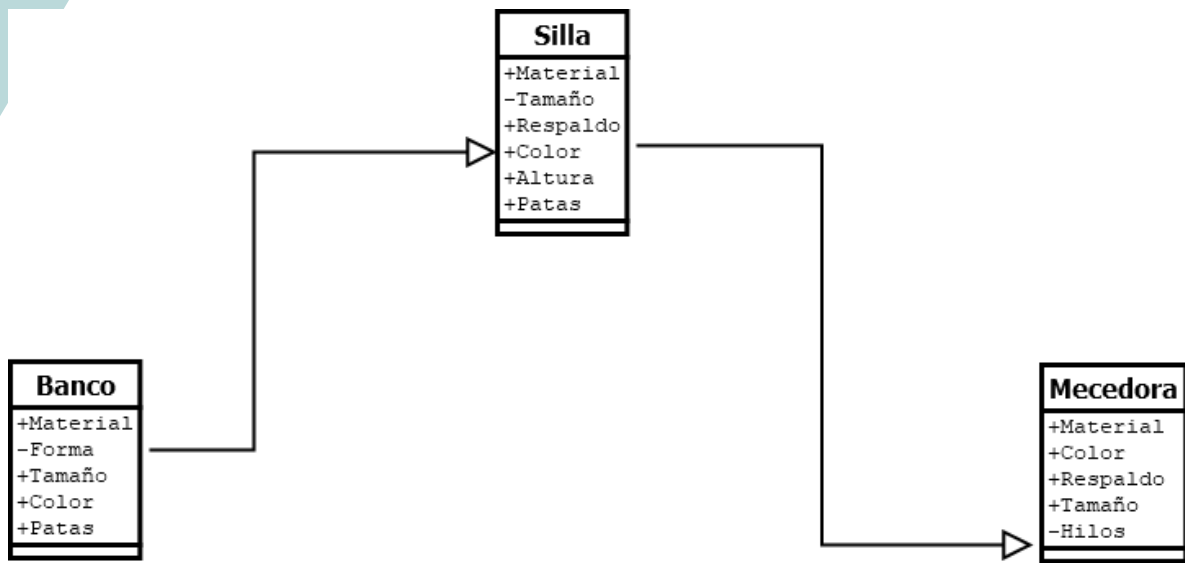 Silla
+Material
-Tamaño
+Respaldo
+Color
+Altura
+Patas
Banco
+Material
-Forma
+Tamaño
+Color
+Patas
Mecedora
+Material
+Color
+Respaldo
+Tamaño
-Hilos